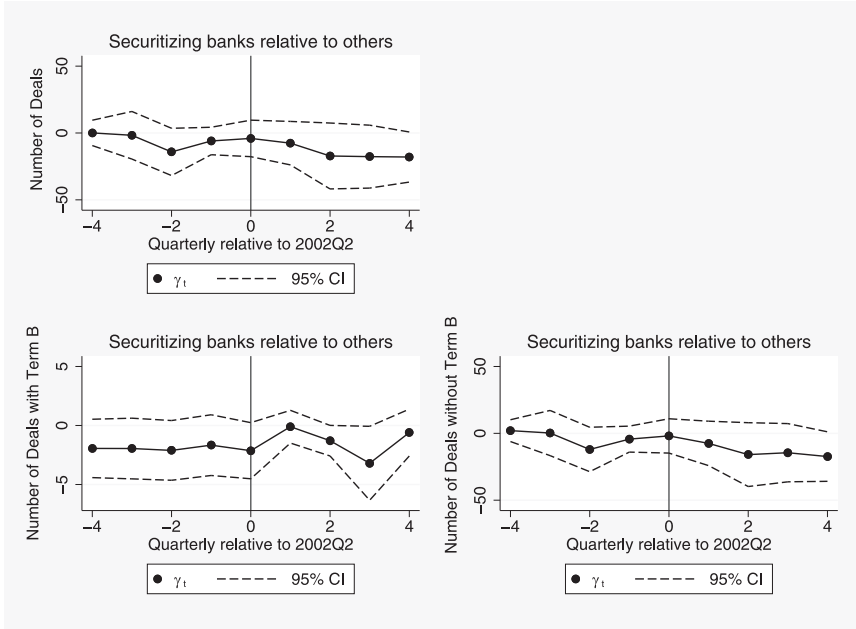 Securitizing banks relative to others
Number of Deals
50
0
−50
−4 −2 0 2 4
Quarterly relative to 2002Q2
γt 95% CI
Securitizing banks relative to others
Number of Deals with Term B
5
0
−5
−4 −2 0 2 4
Quarterly relative to 2002Q2
γt 95% CI
Securitizing banks relative to others
Number of Deals without Term B
50
0
−50
−4 −2 0 2 4
Quarterly relative to 2002Q2
γt 95% CI